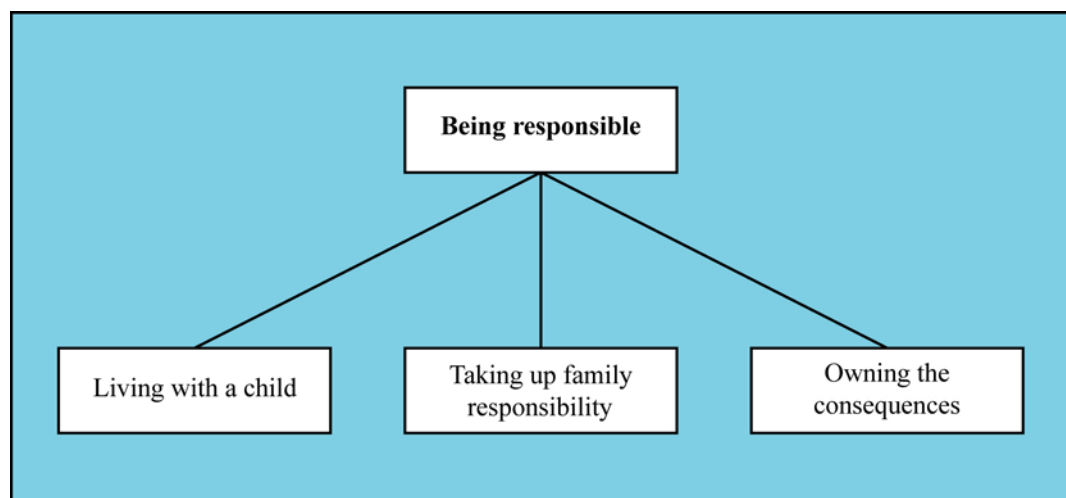 Being responsible
Living with a child
Taking up family
responsibility
Owning the
consequences